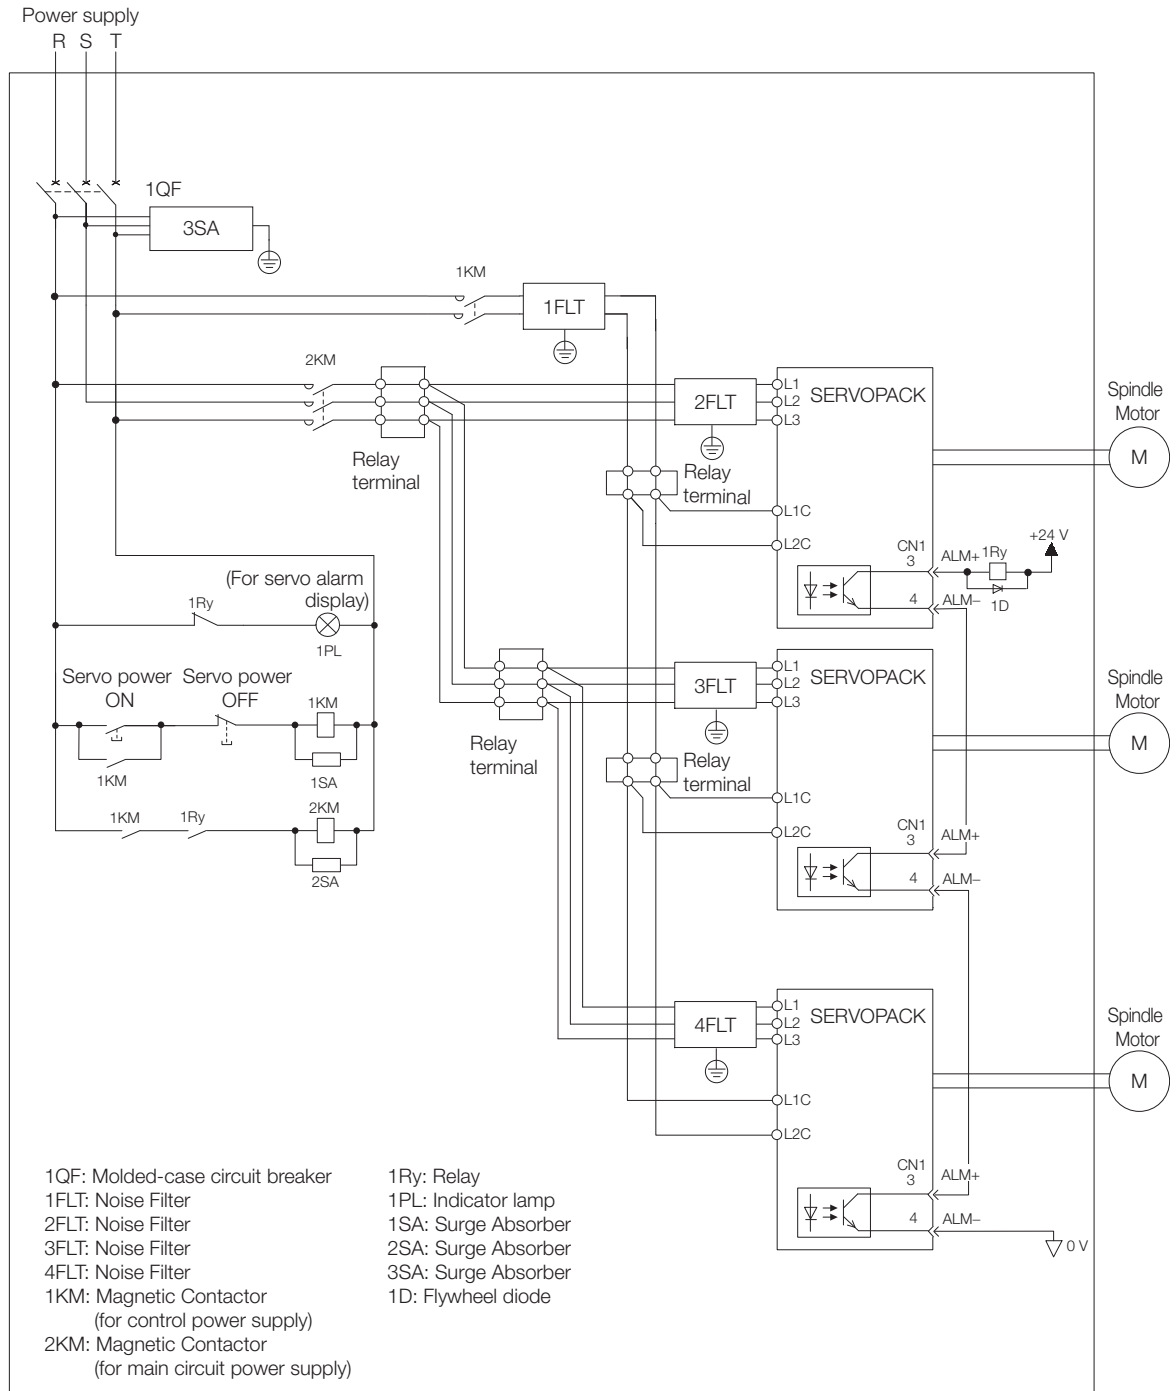 Power supply
R S T
1QF
3SA
1KM
1FLT
2KM
L1
SERVOPACK
Spindle
Motor
2FLT
L2
M
L3
Relay
terminal
Relay
terminal
L1C
L2C
CN1
3
ALM+
1Ry
+24 V
4
ALM–
1D
(For servo alarm
display)
1Ry
1PL
Servo power
ON
Servo power
OFF
1KM
1KM
1SA
1KM
1Ry
2KM
2SA
L1
SERVOPACK
Spindle
Motor
3FLT
L2
M
L3
Relay
terminal
Relay
terminal
L1C
L2C
CN1
3
ALM+
4
ALM–
L1
SERVOPACK
Spindle
Motor
4FLT
L2
M
L3
L1C
L2C
CN1
3
ALM+
4
ALM–
0 V
1QF: Molded-case circuit breaker
1FLT: Noise Filter
2FLT: Noise Filter
3FLT: Noise Filter
4FLT: Noise Filter
1KM: Magnetic Contactor
(for control power supply)
2KM: Magnetic Contactor
(for main circuit power supply)
1Ry: Relay
1PL: Indicator lamp
1SA: Surge Absorber
2SA: Surge Absorber
3SA: Surge Absorber
1D: Flywheel diode